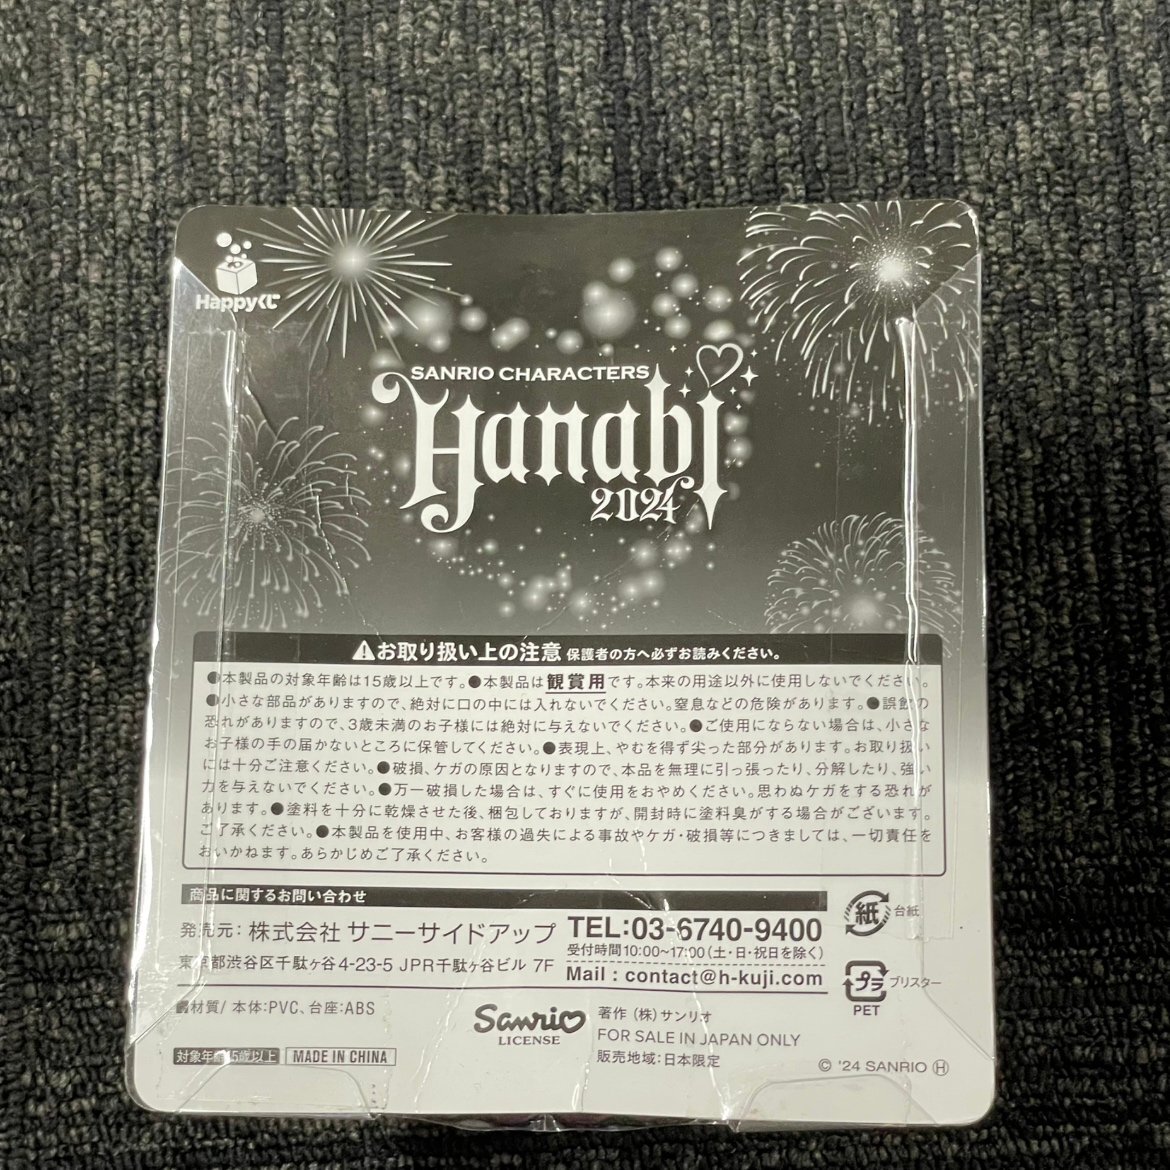 Happyくじ
SANRIO CHARACTERS
Hanabi
2024
⚠お取り扱い上の注意 保護者の方へ必ずお読みください。
●本製品の対象年齢は15歳以上です。●本製品は観賞用です。本来の用途以外に使用しないでください。
●小さな部品がありますので、絶対に口の中には入れないでください。窒息などの危険があります。●誤飲の
恐れがありますので、3歳未満のお子様には絶対に与えないでください。●ご使用にならない場合は、小さな
お子様の手の届かないところに保管してください。●表現上、やむを得ず尖った部分があります。お取り扱い
には十分ご注意ください。●破損、ケガの原因となりますので、本品を無理に引っ張ったり、分解したり、強い
力を与えないでください。●万一破損した場合は、すぐに使用をおやめください。思わぬケガをする恐れが
あります。●塗料を十分に乾燥させた後、梱包しておりますが、開封時に塗料臭がする場合がございます。
ご了承ください。●本製品を使用中、お客様の過失による事故やケガ・破損等につきましては、一切責任を
おいかねます。あらかじめご了承ください。
商品に関するお問い合わせ
発売元:株式会社 サニーサイドアップ
東京都渋谷区千駄ヶ谷4-23-5 JPR千駄ヶ谷ビル 7F
TEL:03-6740-9400
受付時間10:00~17:00(土・日・祝日を除く)
Mail : contact@h-kuji.com
紙 台紙
プラ ブリスター
PET
■材質/ 本体:PVC、台座:ABS
対象年齢15歳以上 MADE IN CHINA
Sanrio
LICENSE
著作 (株)サンリオ
FOR SALE IN JAPAN ONLY
販売地域:日本限定
© '24 SANRIO Ⓗ